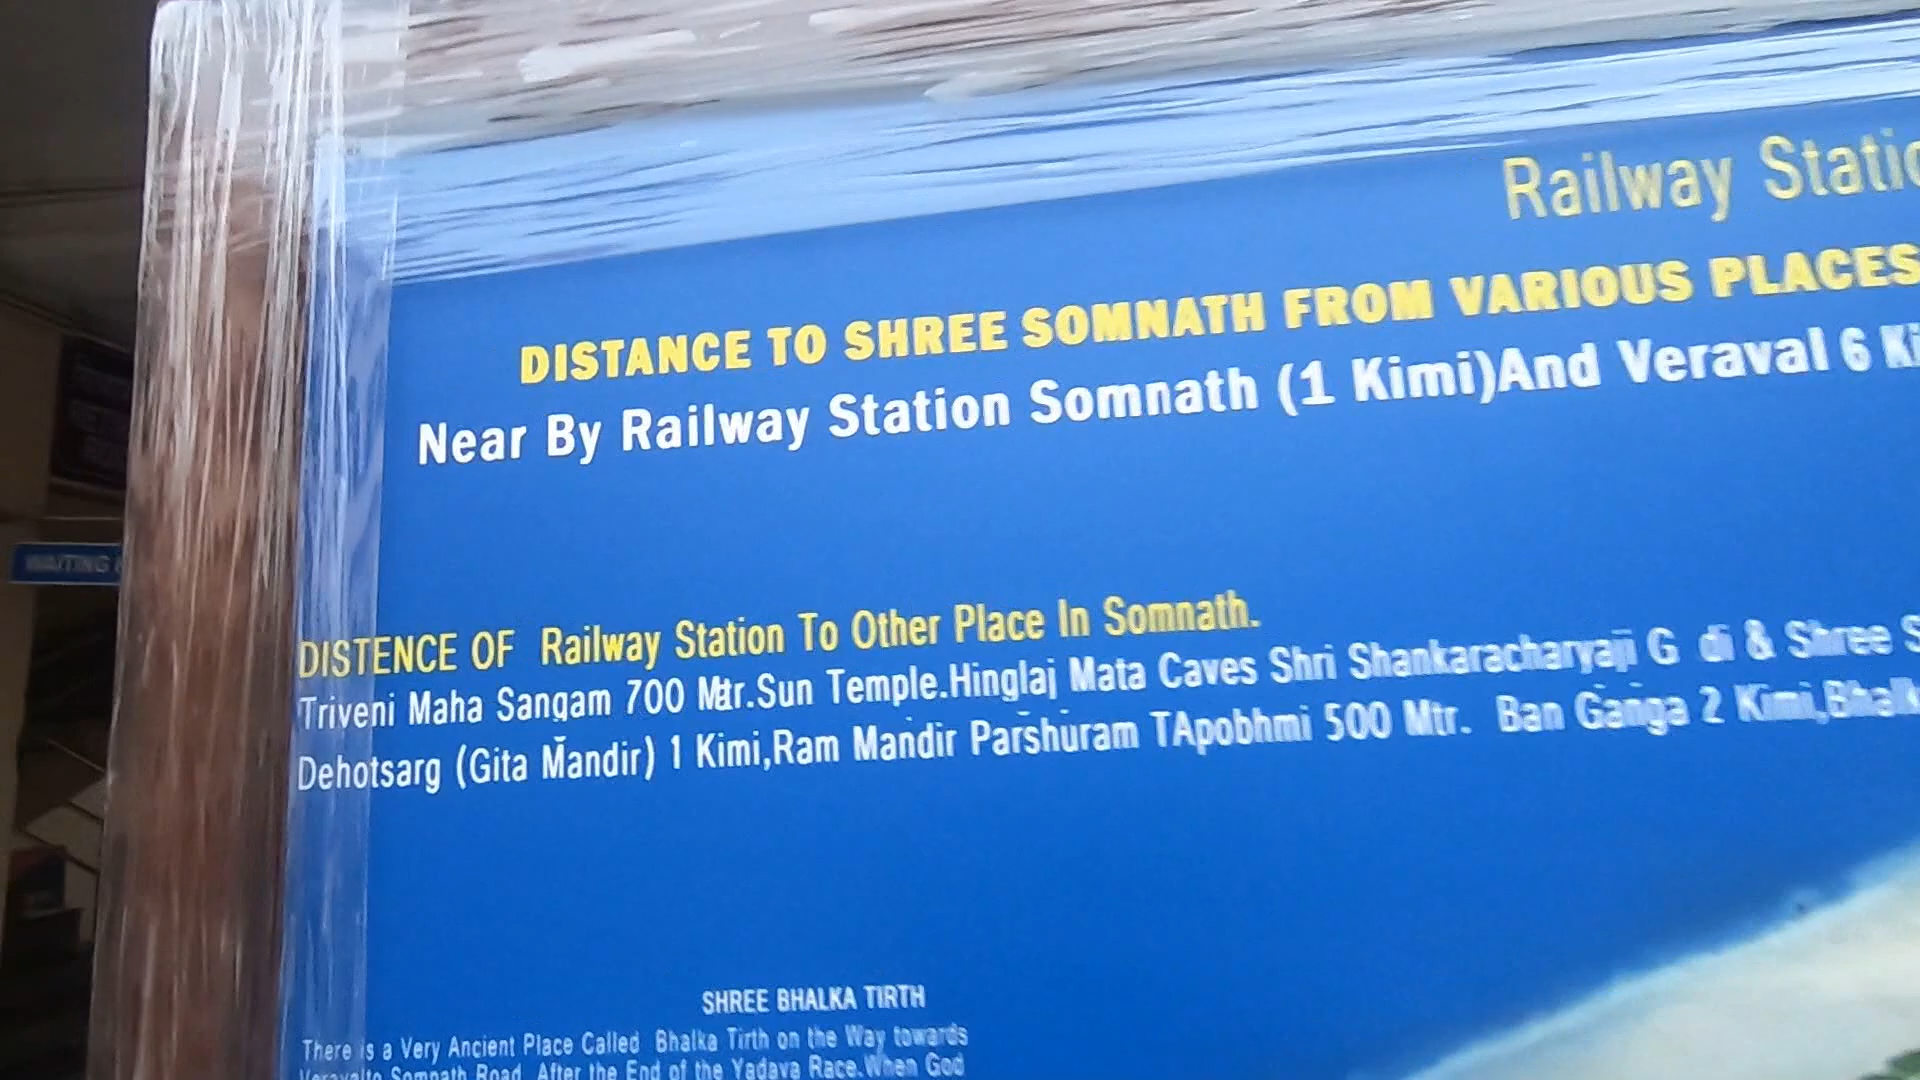 Railway
DISTANCE TO SHREE SOMNATH FROM VARIOUS PLACES
Near By Railway Station Somnath (1 Kimi)And Veraval 6
WAITING
DISTENCE OF Railway Station To Other Place In Somnath.
Triveni Maha Sangam 700 Mtr.Sun Temple.Hinglaj Mata Caves Shri Shankaracharyaji G di & Shree
Dehotsarg (Gita Mandir) 1 Kimi,Ram Mandir Parshuram TApobhmi 500 Mtr. Ban Ganga 2 Kimi,
SHREE BHALKA TIRTH
There is a Very Ancient Place Called Bhalka Tirth on the Way towards
Somnath Road. After the End of the Yadava Race.When God